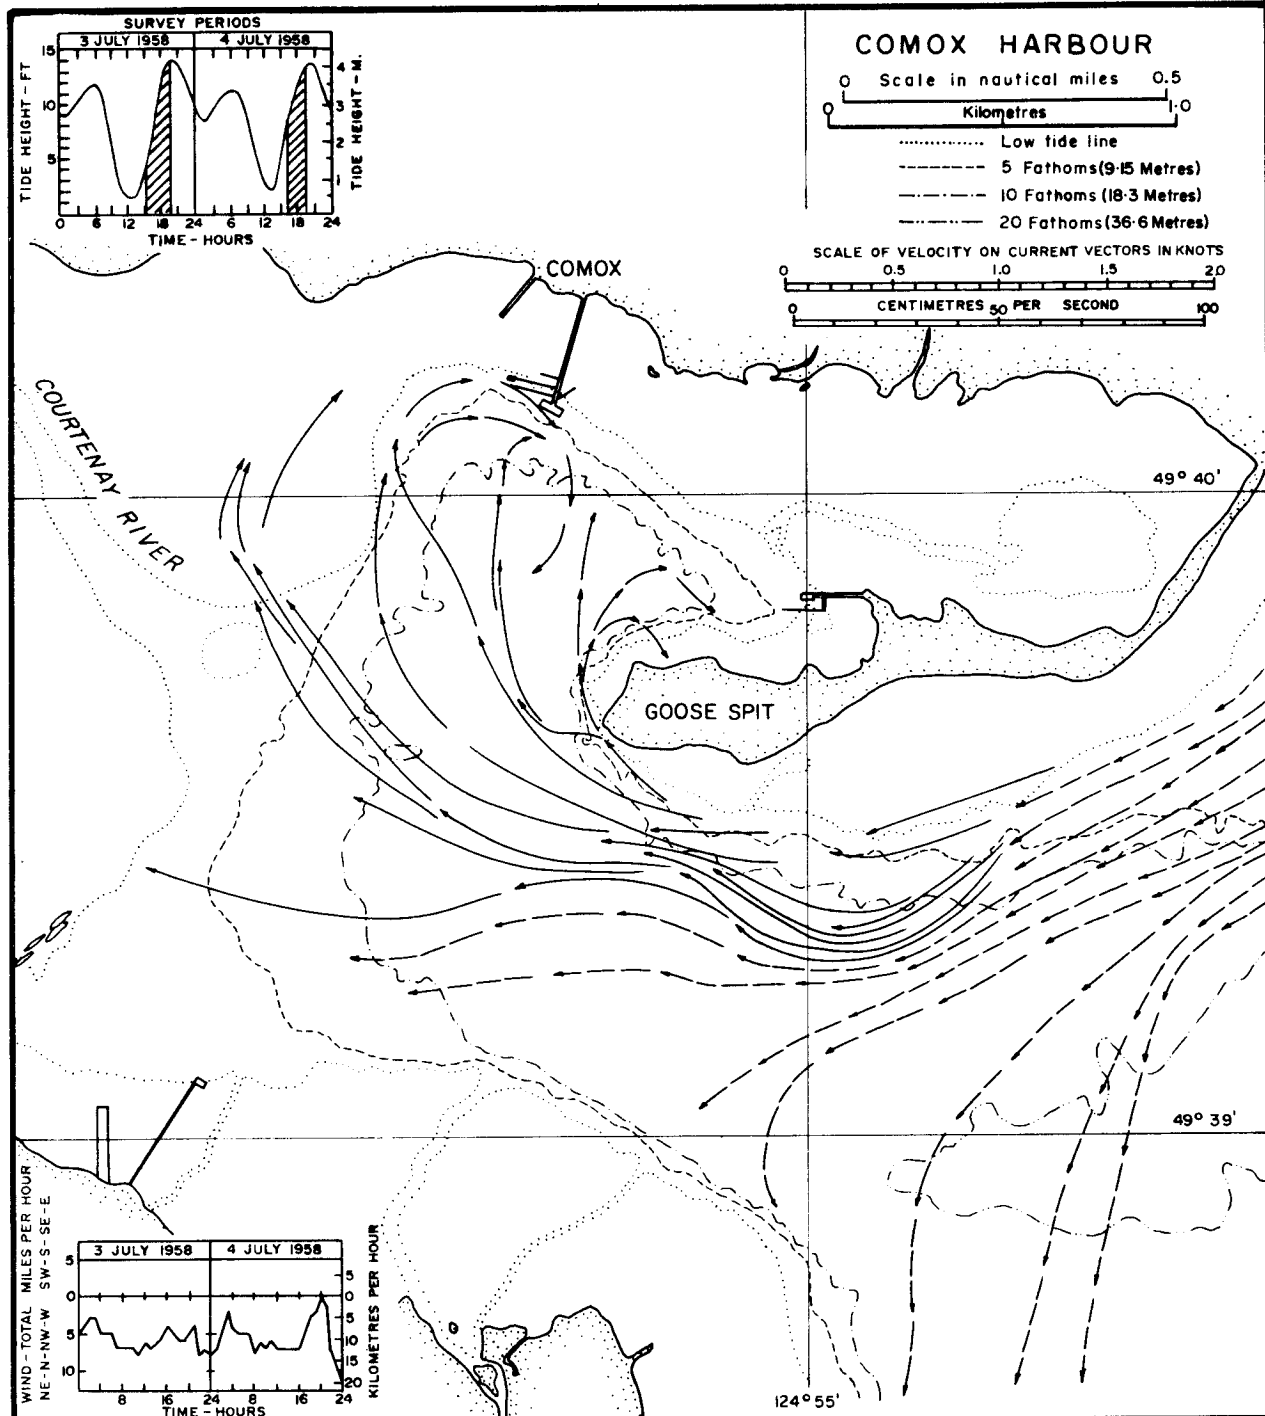 SURVEY PERIODS
3 JULY 1958 4 JULY 1958
TIDE HEIGHT - FT
15
10
5
TIDE HEIGHT - M.
4
3
2
1
0 6 12 18 24 6 12 18 24
TIME - HOURS
COMOX HARBOUR
0 Scale in nautical miles 0.5
0 Kilometres 1.0
Low tide line
5 Fathoms (9.15 Metres)
10 Fathoms (18.3 Metres)
20 Fathoms (36.6 Metres)
SCALE OF VELOCITY ON CURRENT VECTORS IN KNOTS
0 0.5 1.0 1.5 2.0
0 CENTIMETRES 50 PER SECOND 100
COMOX
COURTENAY RIVER
49° 40'
GOOSE SPIT
49° 39'
124° 55'
WIND - TOTAL MILES PER HOUR
NE - N - NW - W SW - S - SE - E
3 JULY 1958 4 JULY 1958
5
0
5
10
KILOMETRES PER HOUR
5
0
5
10
15
20
8 16 24 8 16 24
TIME - HOURS